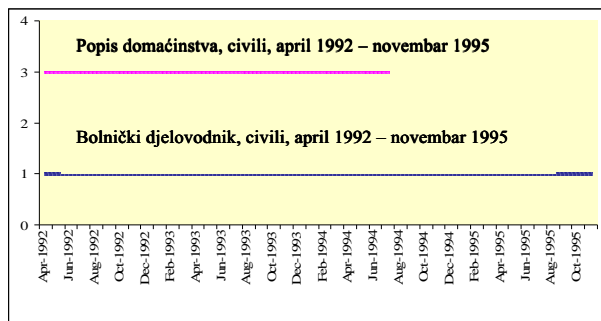 4
Popis domaćinstva, civili, april 1992 – novembar 1995
3
2
Bolnički djelovodnik, civili, april 1992 – novembar 1995
1
0
Apr-1992
Jun-1992
Aug-1992
Oct-1992
Dec-1992
Feb-1993
Apr-1993
Jun-1993
Aug-1993
Oct-1993
Dec-1993
Feb-1994
Apr-1994
Jun-1994
Aug-1994
Oct-1994
Dec-1994
Feb-1995
Apr-1995
Jun-1995
Aug-1995
Oct-1995